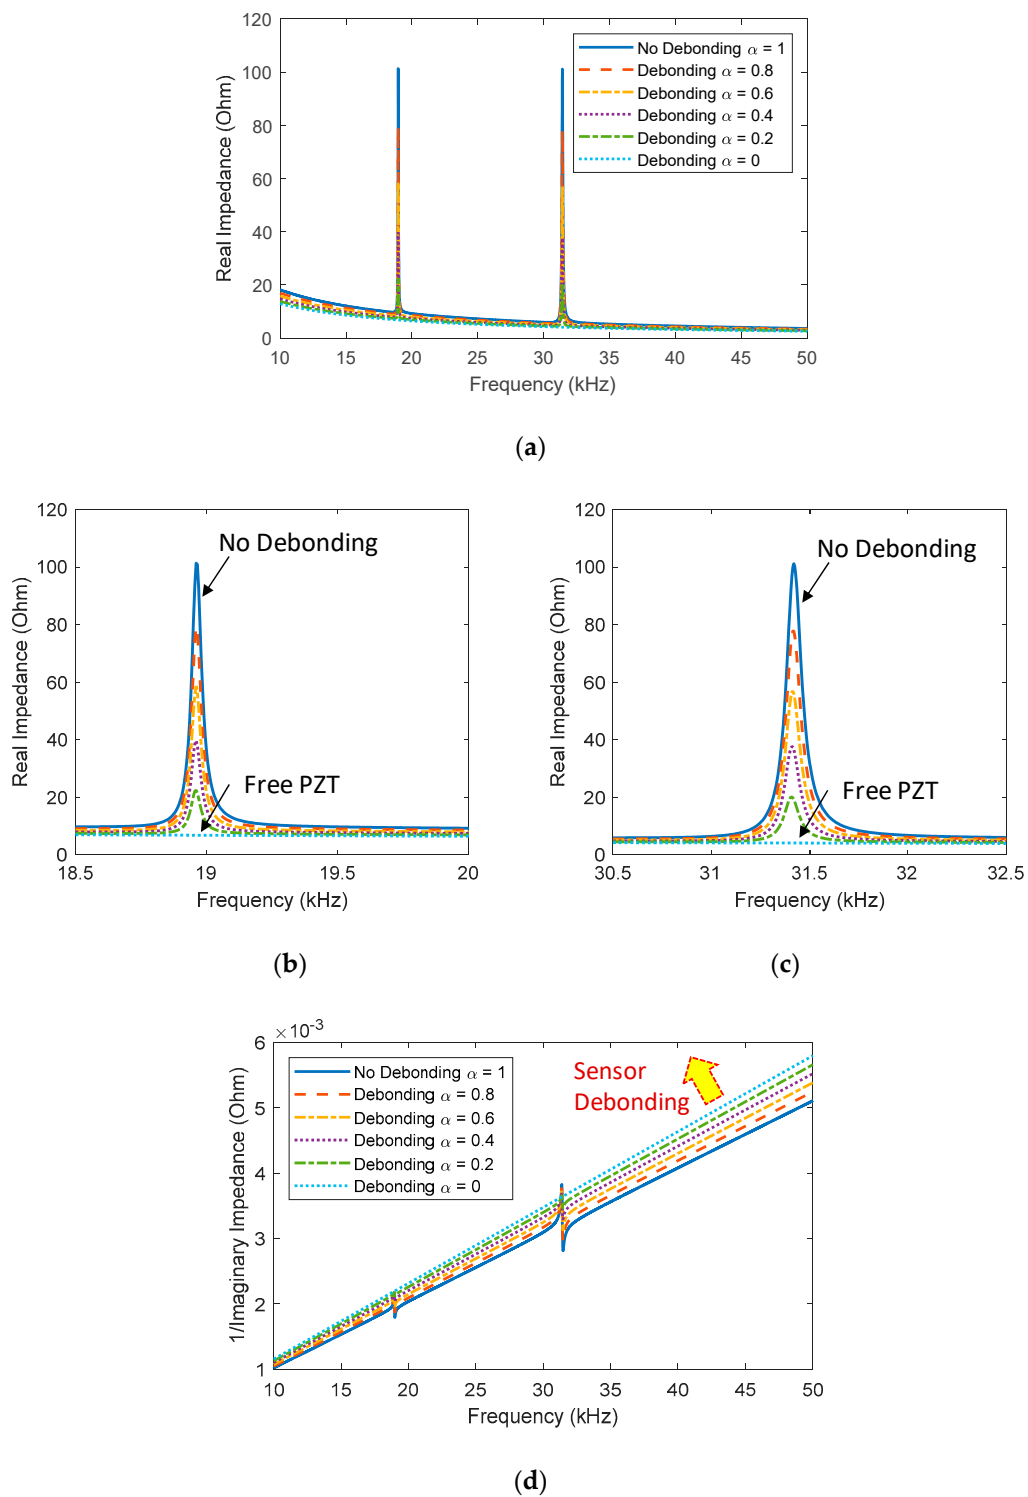 120
100
80
60
40
20
0
Real Impedance (Ohm)
No Debonding α = 1
Debonding α = 0.8
Debonding α = 0.6
Debonding α = 0.4
Debonding α = 0.2
Debonding α = 0
10 15 20 25 30 35 40 45 50
Frequency (kHz)
(a)
120
100
80
60
40
20
0
Real Impedance (Ohm)
No Debonding
Free PZT
18.5 19 19.5 20
Frequency (kHz)
(b)
120
100
80
60
40
20
0
Real Impedance (Ohm)
No Debonding
Free PZT
30.5 31 31.5 32 32.5
Frequency (kHz)
(c)
×10-3
6
5
4
3
2
1
1/Imaginary Impedance (Ohm)
No Debonding α = 1
Debonding α = 0.8
Debonding α = 0.6
Debonding α = 0.4
Debonding α = 0.2
Debonding α = 0
Sensor
Debonding
10 15 20 25 30 35 40 45 50
Frequency (kHz)
(d)